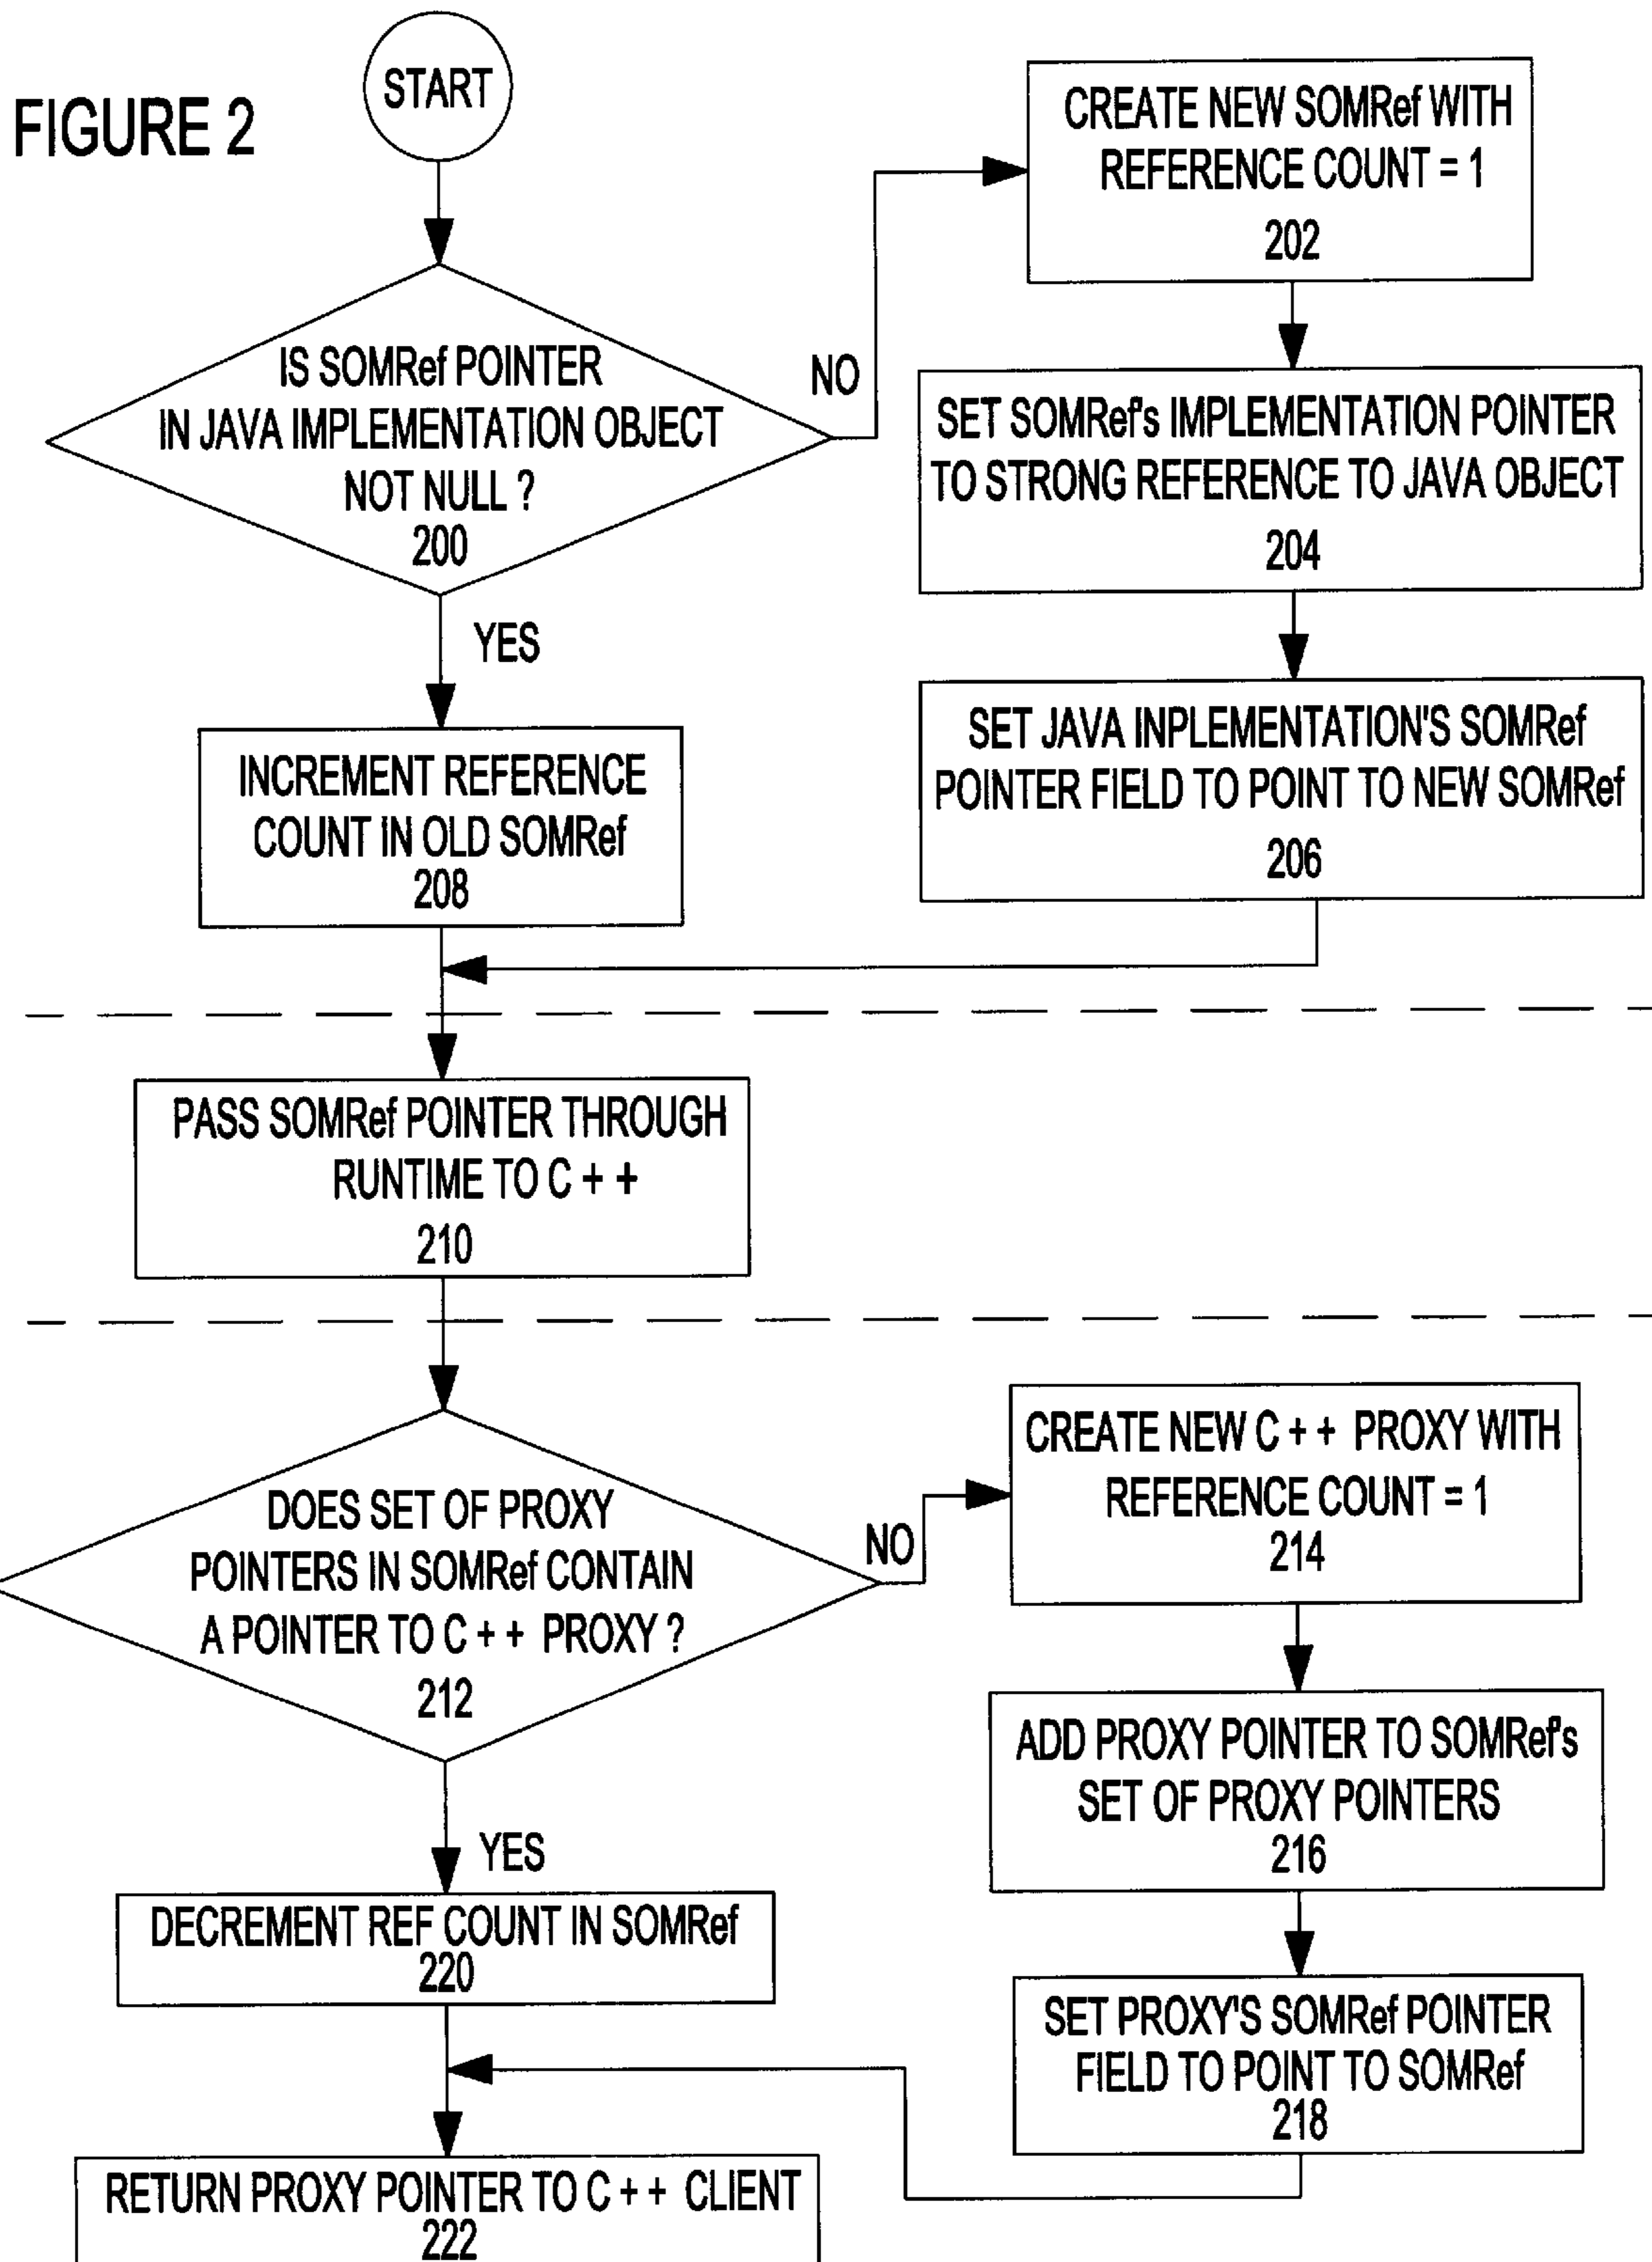 FIGURE 2
START
IS SOMRef POINTER
IN JAVA IMPLEMENTATION OBJECT
NOT NULL ?
200
NO
YES
CREATE NEW SOMRef WITH
REFERENCE COUNT = 1
202
SET SOMRef's IMPLEMENTATION POINTER
TO STRONG REFERENCE TO JAVA OBJECT
204
SET JAVA INPLEMENTATION'S SOMRef
POINTER FIELD TO POINT TO NEW SOMRef
206
INCREMENT REFERENCE
COUNT IN OLD SOMRef
208
PASS SOMRef POINTER THROUGH
RUNTIME TO C + +
210
DOES SET OF PROXY
POINTERS IN SOMRef CONTAIN
A POINTER TO C + + PROXY ?
212
NO
YES
CREATE NEW C + + PROXY WITH
REFERENCE COUNT = 1
214
ADD PROXY POINTER TO SOMRef's
SET OF PROXY POINTERS
216
SET PROXY'S SOMRef POINTER
FIELD TO POINT TO SOMRef
218
DECREMENT REF COUNT IN SOMRef
220
RETURN PROXY POINTER TO C + + CLIENT
222